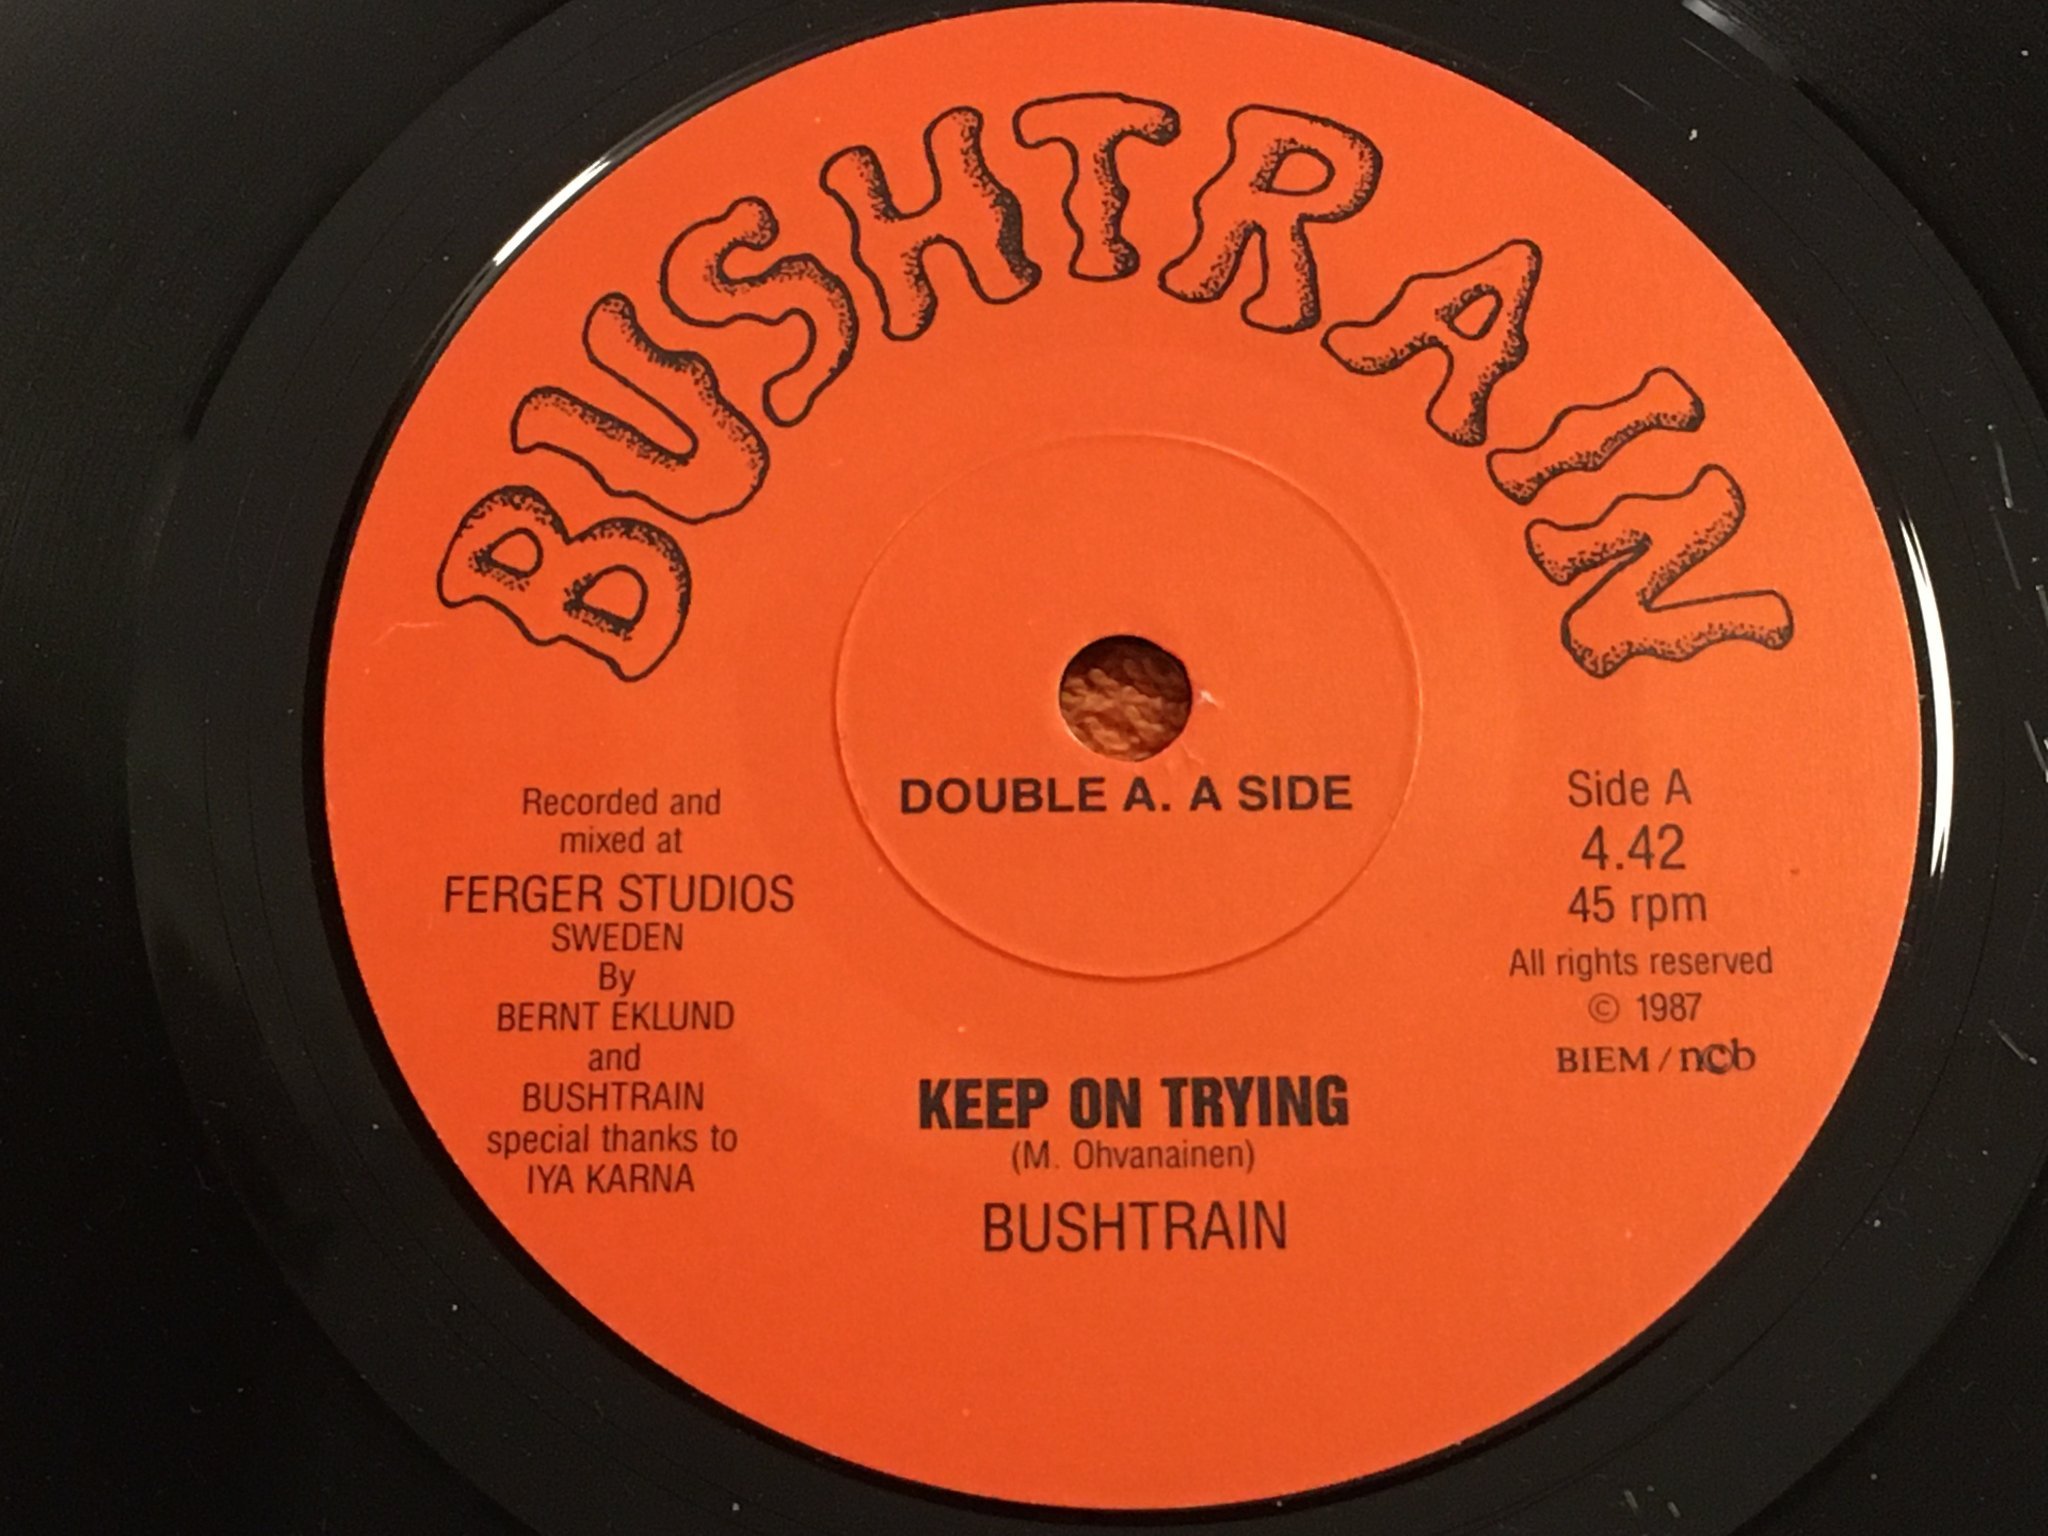 BUSHTRAIN
DOUBLE A. A SIDE
Recorded and
mixed at
FERGER STUDIOS
SWEDEN
By
BERNT EKLUND
and
BUSHTRAIN
special thanks to
IYA KARNA
Side A
4.42
45 rpm
All rights reserved
© 1987
BIEM / ncb
KEEP ON TRYING
(M. Ohvanainen)
BUSHTRAIN